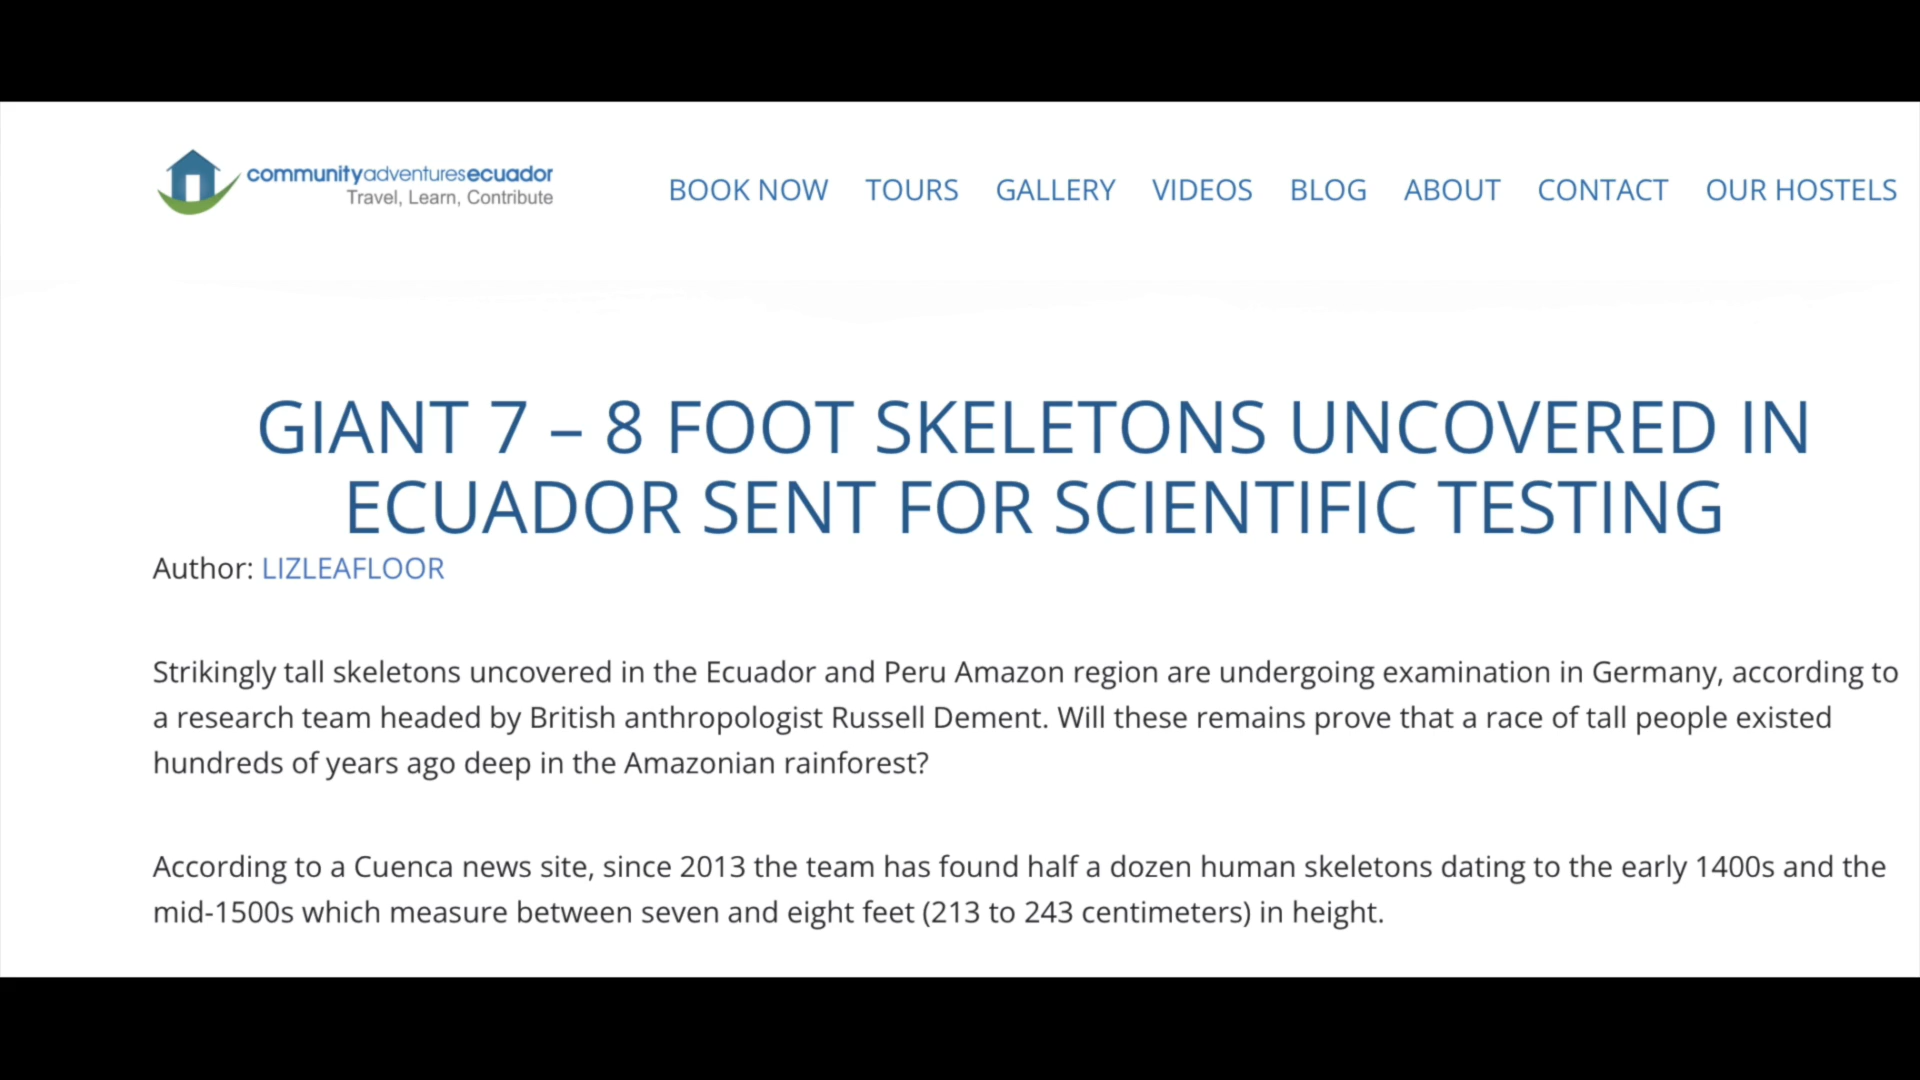 communityadventuresecuador
Travel, Learn, Contribute
BOOK NOW TOURS GALLERY VIDEOS BLOG ABOUT CONTACT OUR HOSTELS
GIANT 7 – 8 FOOT SKELETONS UNCOVERED IN
ECUADOR SENT FOR SCIENTIFIC TESTING
Author: LIZLEAFLOOR
Strikingly tall skeletons uncovered in the Ecuador and Peru Amazon region are undergoing examination in Germany, according to
a research team headed by British anthropologist Russell Dement. Will these remains prove that a race of tall people existed
hundreds of years ago deep in the Amazonian rainforest?
According to a Cuenca news site, since 2013 the team has found half a dozen human skeletons dating to the early 1400s and the
mid-1500s which measure between seven and eight feet (213 to 243 centimeters) in height.